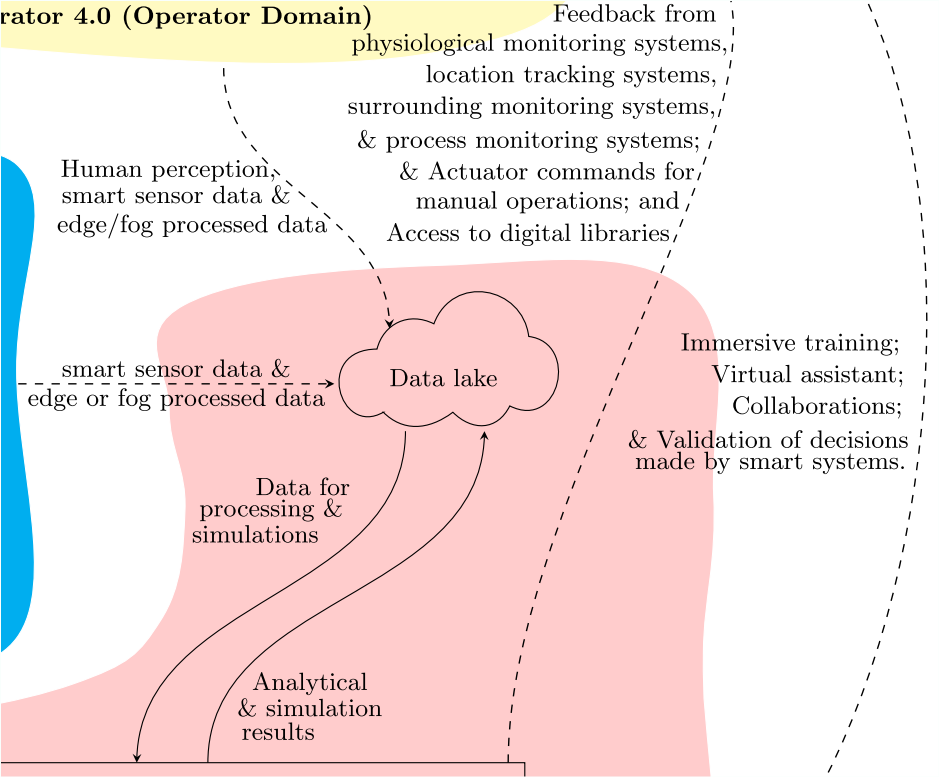 rator 4.0 (Operator Domain)
Feedback from
physiological monitoring systems,
location tracking systems,
surrounding monitoring systems,
& process monitoring systems;
& Actuator commands for
manual operations; and
Access to digital libraries
Human perception,
smart sensor data &
edge/fog processed data
smart sensor data &
edge or fog processed data
Data lake
Immersive training;
Virtual assistant;
Collaborations;
& Validation of decisions
made by smart systems.
Data for
processing &
simulations
Analytical
& simulation
results